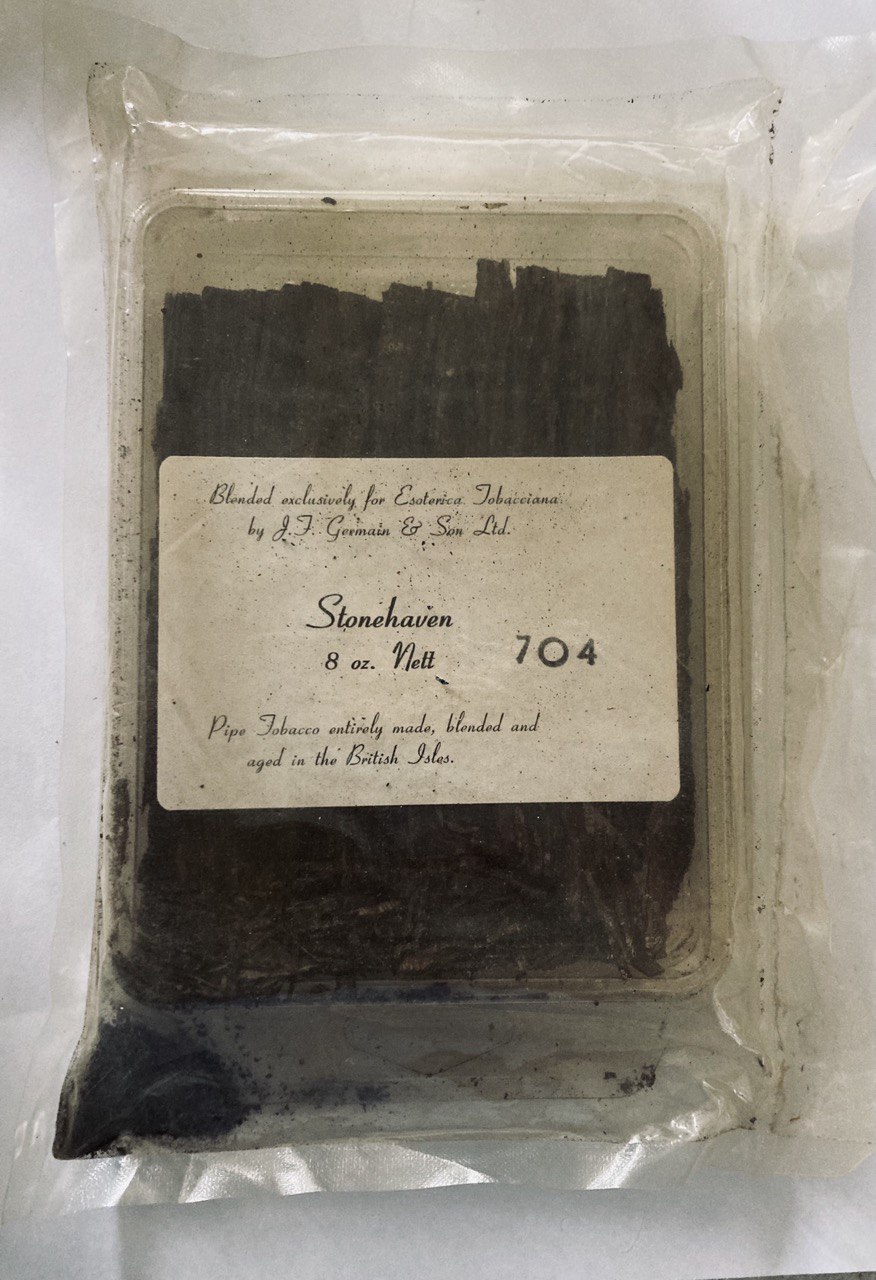 Blended exclusively for Esoterica Tobacciana
by J.F. Germain & Son Ltd.
Stonehaven
8 oz. Nett 704
Pipe Tobacco entirely made, blended and
aged in the British Isles.